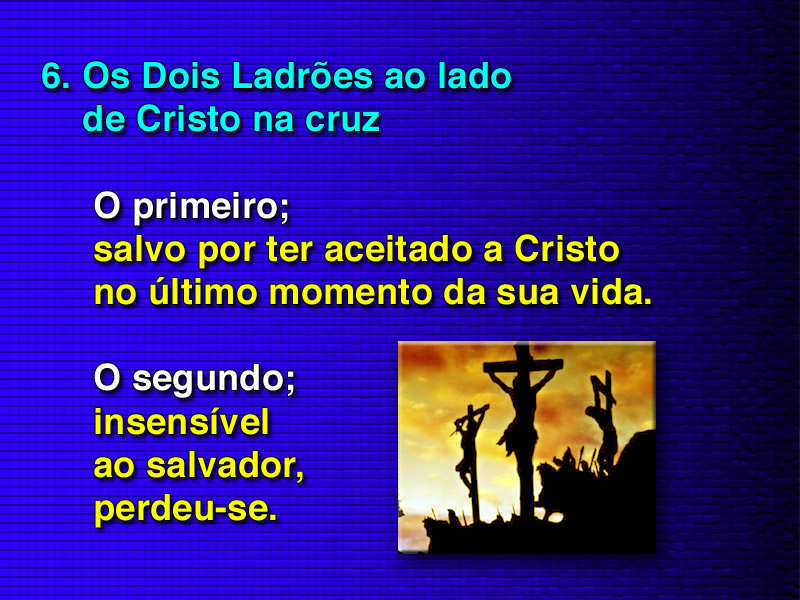 6. Os Dois Ladrões ao lado
de Cristo na cruz
O primeiro;
salvo por ter aceitado a Cristo
no último momento da sua vida.
O segundo;
insensível
ao salvador,
perdeu-se.